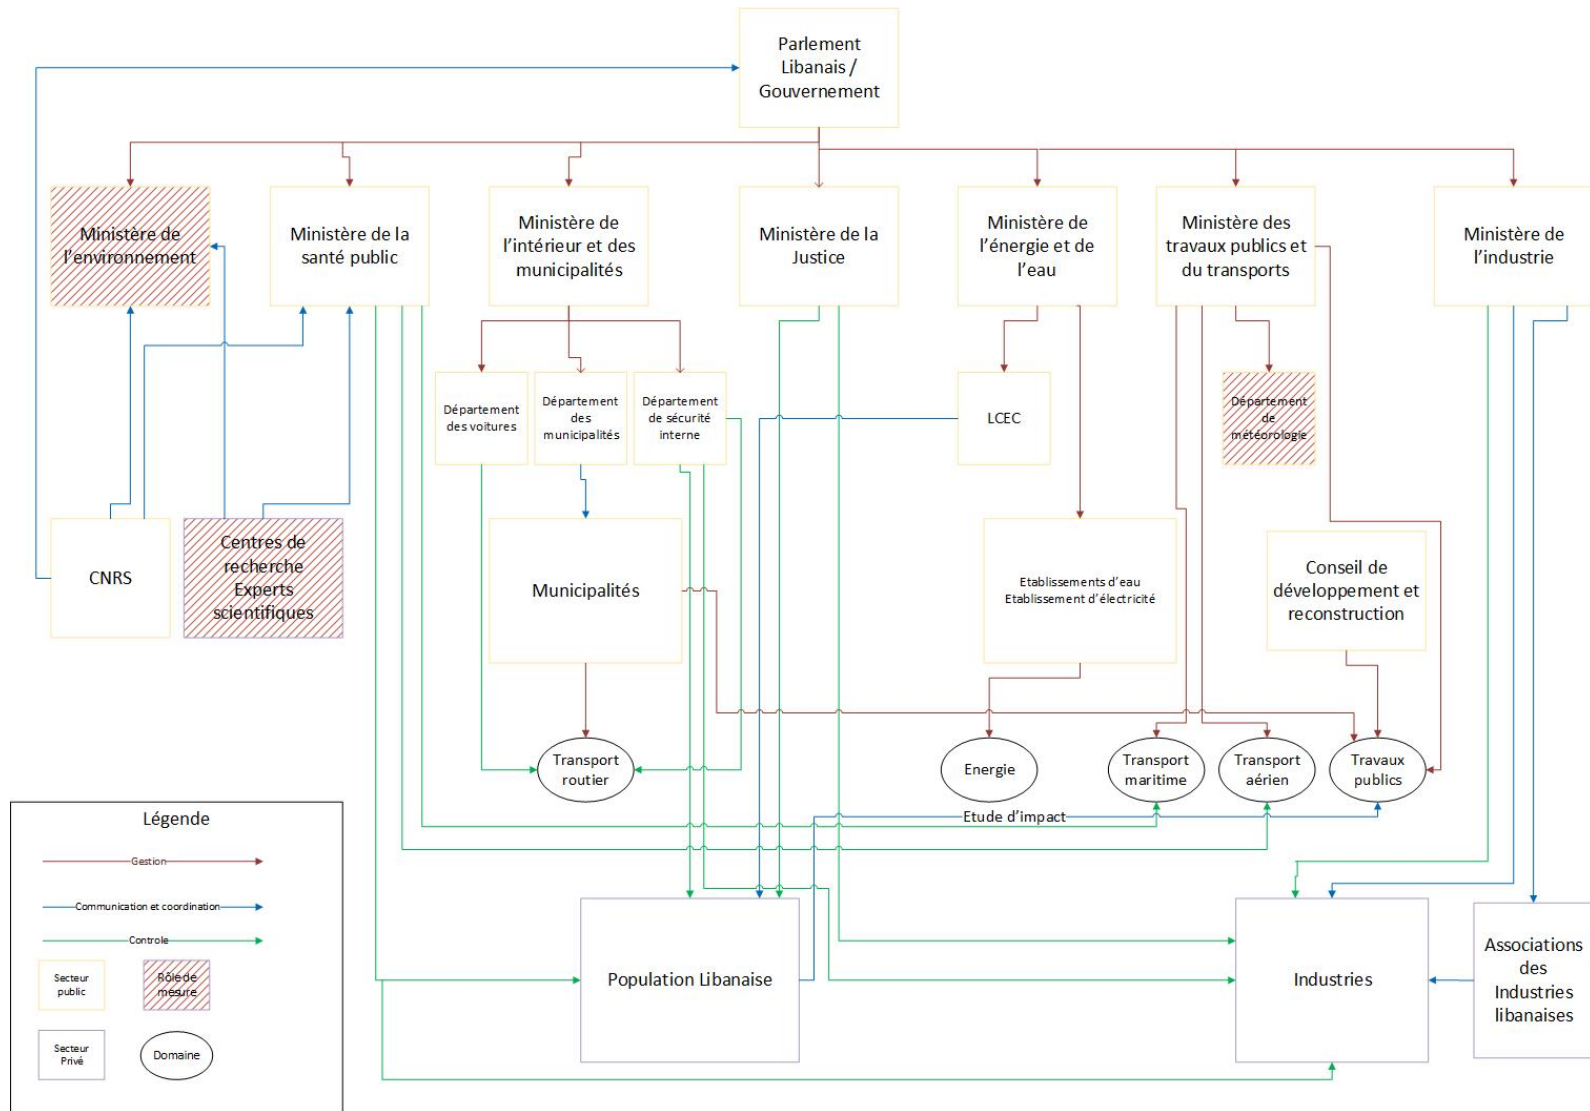 Parlement
Libanais /
Gouvernement
Ministère de
l'environnement
Ministère de la
santé public
Ministère de
l'intérieur et des
municipalités
Ministère de la
Justice
Ministère de
l'énergie et de
l'eau
Ministère des
travaux publics et
du transports
Ministère de
l'industrie
Département
des voitures
Département
des
municipalités
Département
de sécurité
interne
LCEC
Département
de
météorologie
CNRS
Centres de
recherche
Experts
scientifiques
Municipalités
Etablissements d'eau
Etablissement d'électricité
Conseil de
développement et
reconstruction
Transport
routier
Energie
Transport
maritime
Transport
aérien
Travaux
publics
Etude d'impact
Population Libanaise
Industries
Associations
des
Industries
libanaises
Légende
Gestion
Communication et coordination
Controle
Secteur
public
Rôle de
mesure
Secteur
Privé
Domaine